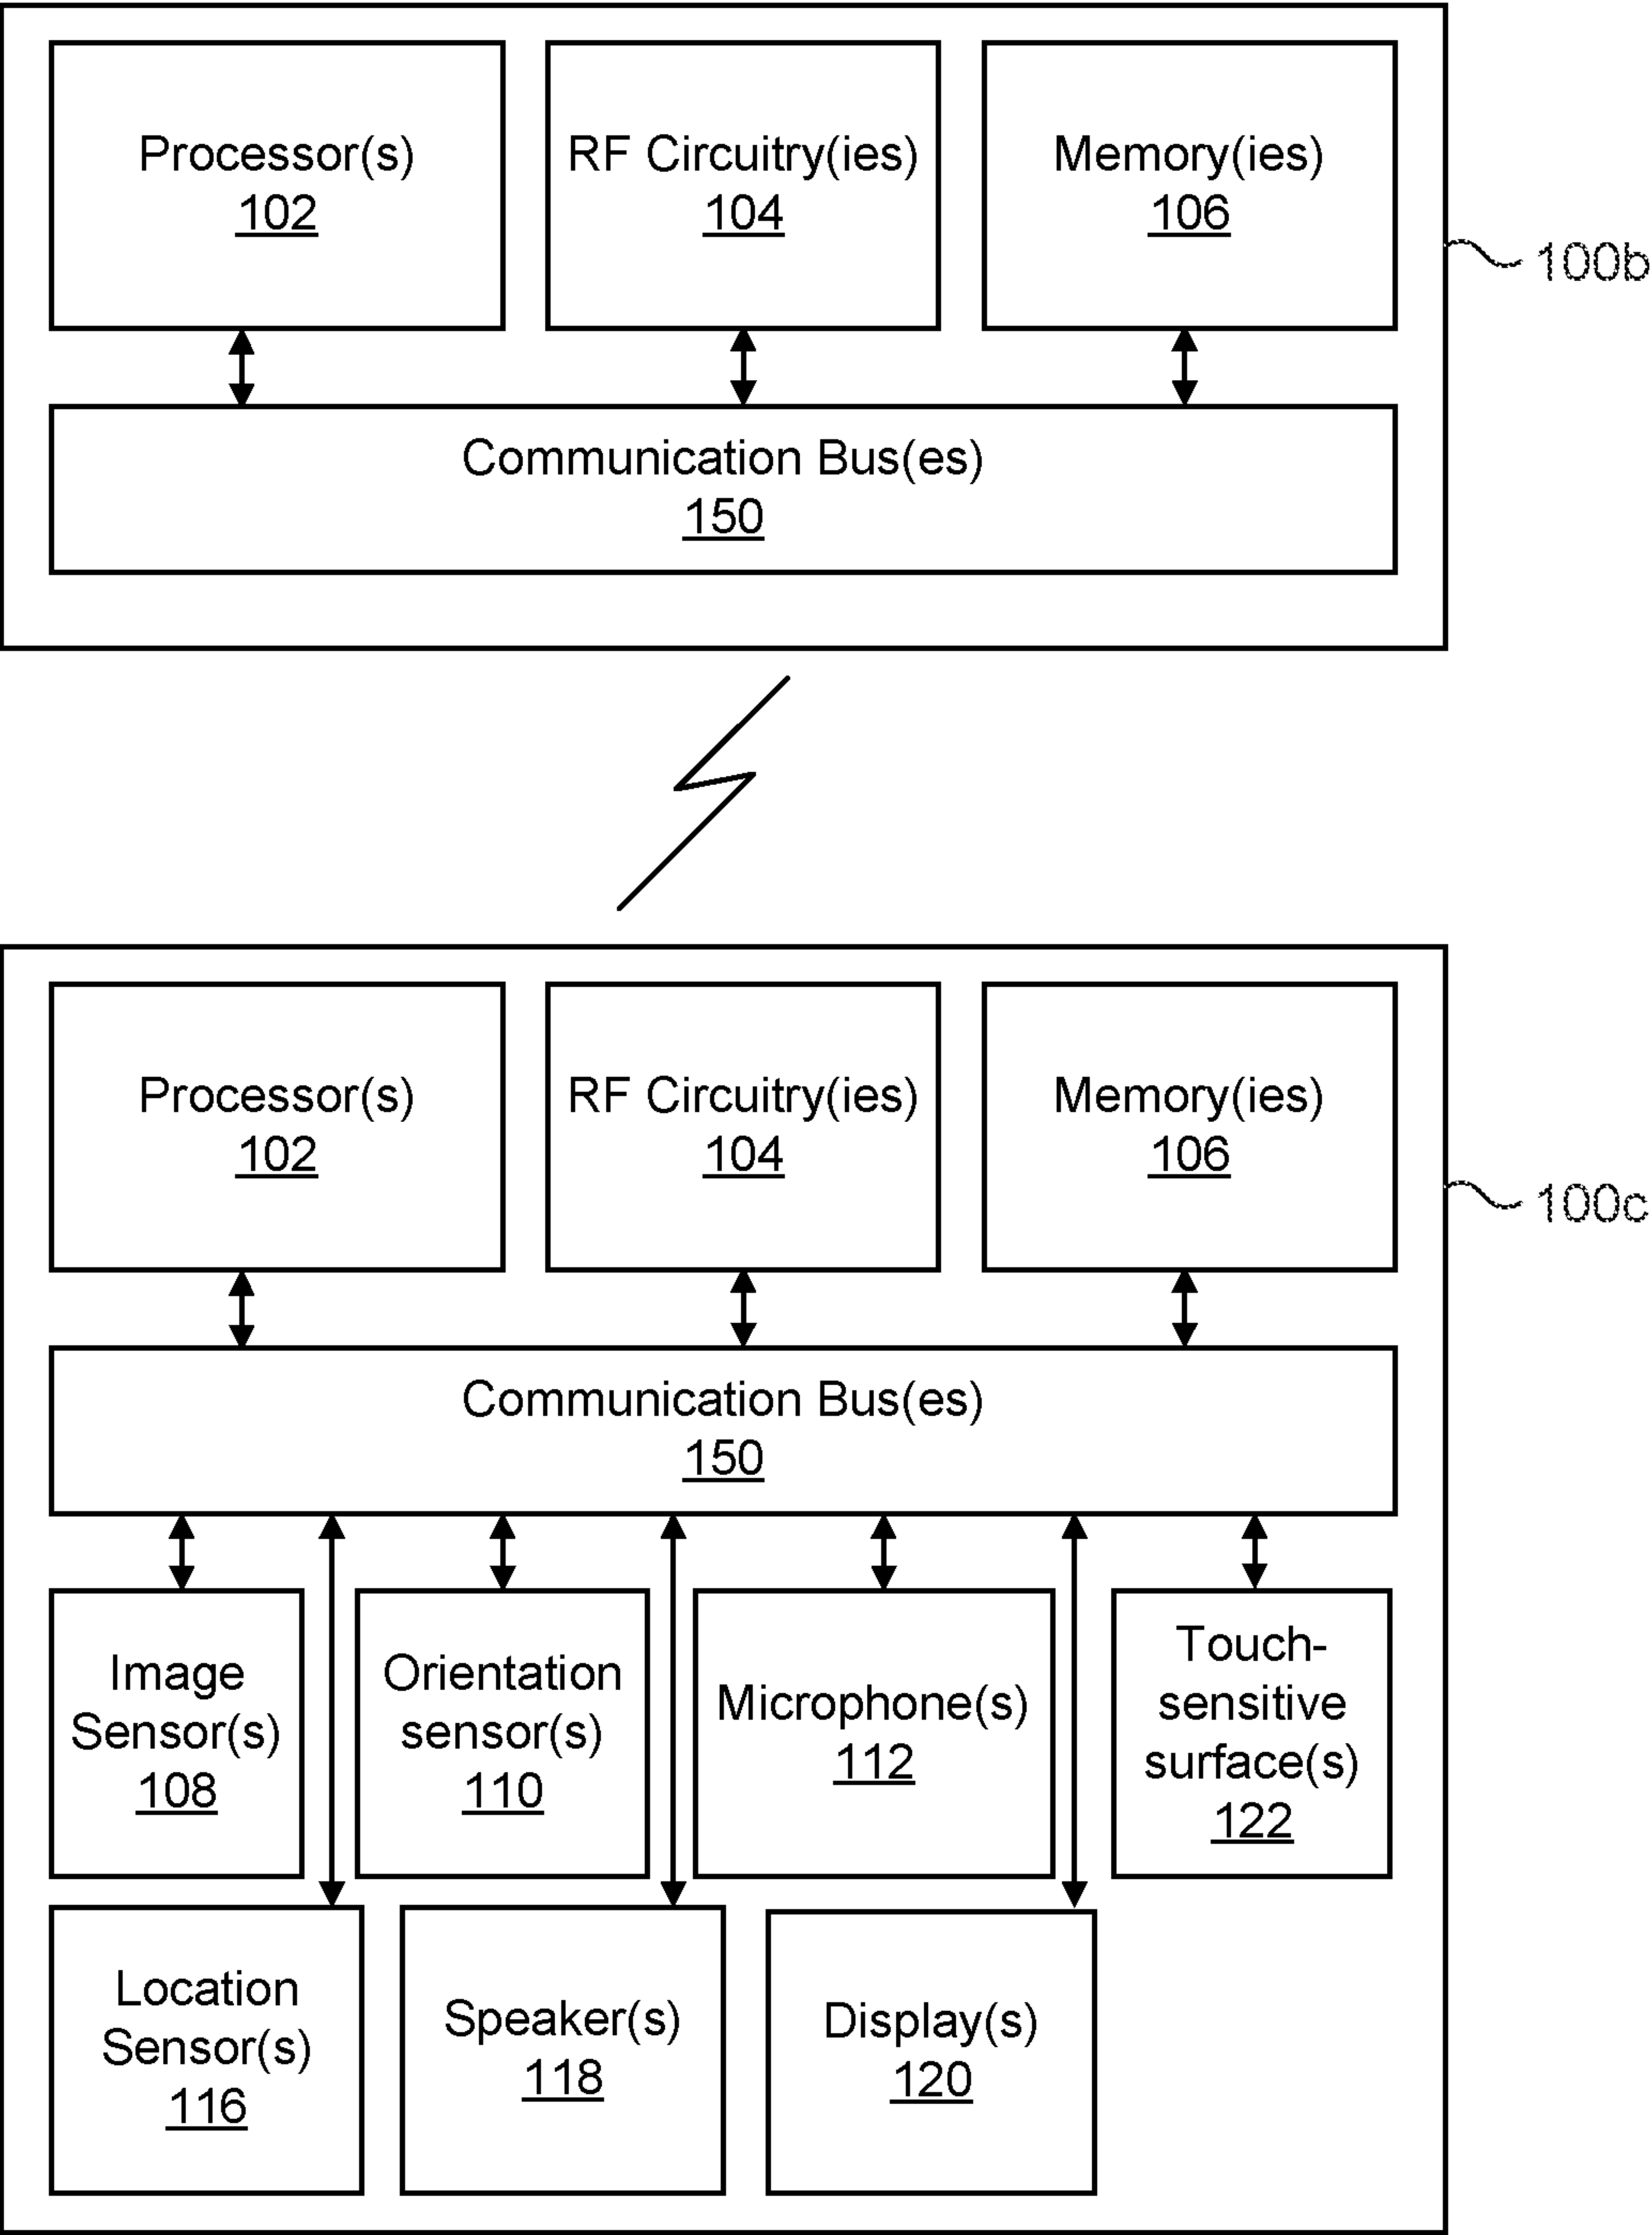 Processor(s)
102
RF Circuitry(ies)
104
Memory(ies)
106
100b
Communication Bus(es)
150
Processor(s)
102
RF Circuitry(ies)
104
Memory(ies)
106
100c
Communication Bus(es)
150
Image
Sensor(s)
108
Orientation
sensor(s)
110
Microphone(s)
112
Touch-
sensitive
surface(s)
122
Location
Sensor(s)
116
Speaker(s)
118
Display(s)
120